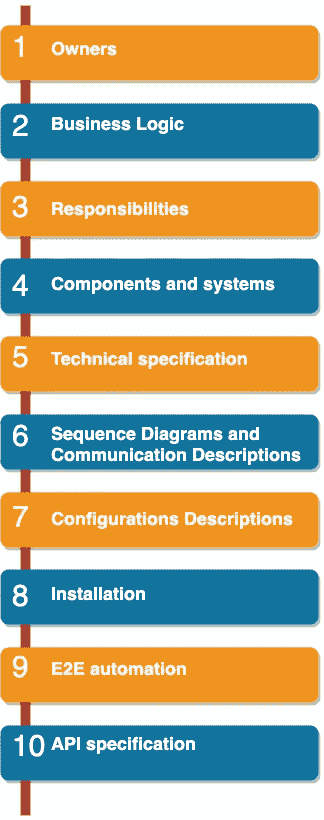 1 Owners
2 Business Logic
3 Responsibilities
4 Components and systems
5 Technical specification
6 Sequence Diagrams and
Communication Descriptions
7 Configurations Descriptions
8 Installation
9 E2E automation
10 API specification